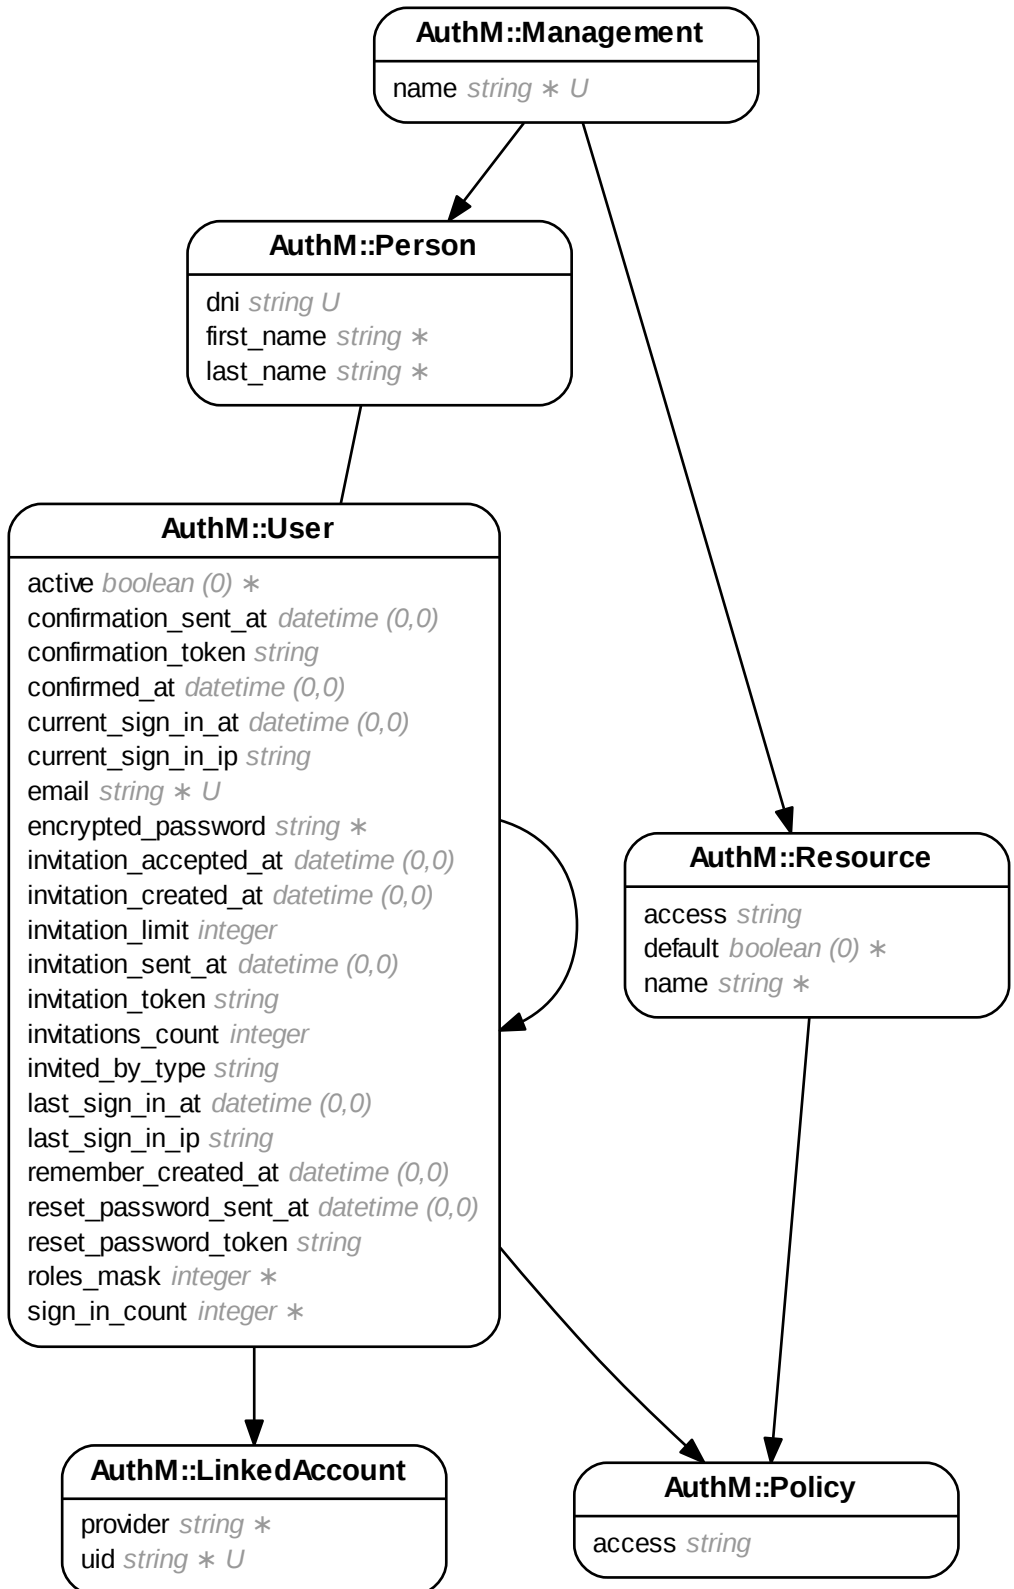 AuthM::Management
name string ∗ U
AuthM::Person
dni string U
first_name string ∗
last_name string ∗
AuthM::User
active boolean (0) ∗
confirmation_sent_at datetime (0,0)
confirmation_token string
confirmed_at datetime (0,0)
current_sign_in_at datetime (0,0)
current_sign_in_ip string
email string ∗ U
encrypted_password string ∗
invitation_accepted_at datetime (0,0)
invitation_created_at datetime (0,0)
invitation_limit integer
invitation_sent_at datetime (0,0)
invitation_token string
invitations_count integer
invited_by_type string
last_sign_in_at datetime (0,0)
last_sign_in_ip string
remember_created_at datetime (0,0)
reset_password_sent_at datetime (0,0)
reset_password_token string
roles_mask integer ∗
sign_in_count integer ∗
AuthM::Resource
access string
default boolean (0) ∗
name string ∗
AuthM::LinkedAccount
provider string ∗
uid string ∗ U
AuthM::Policy
access string